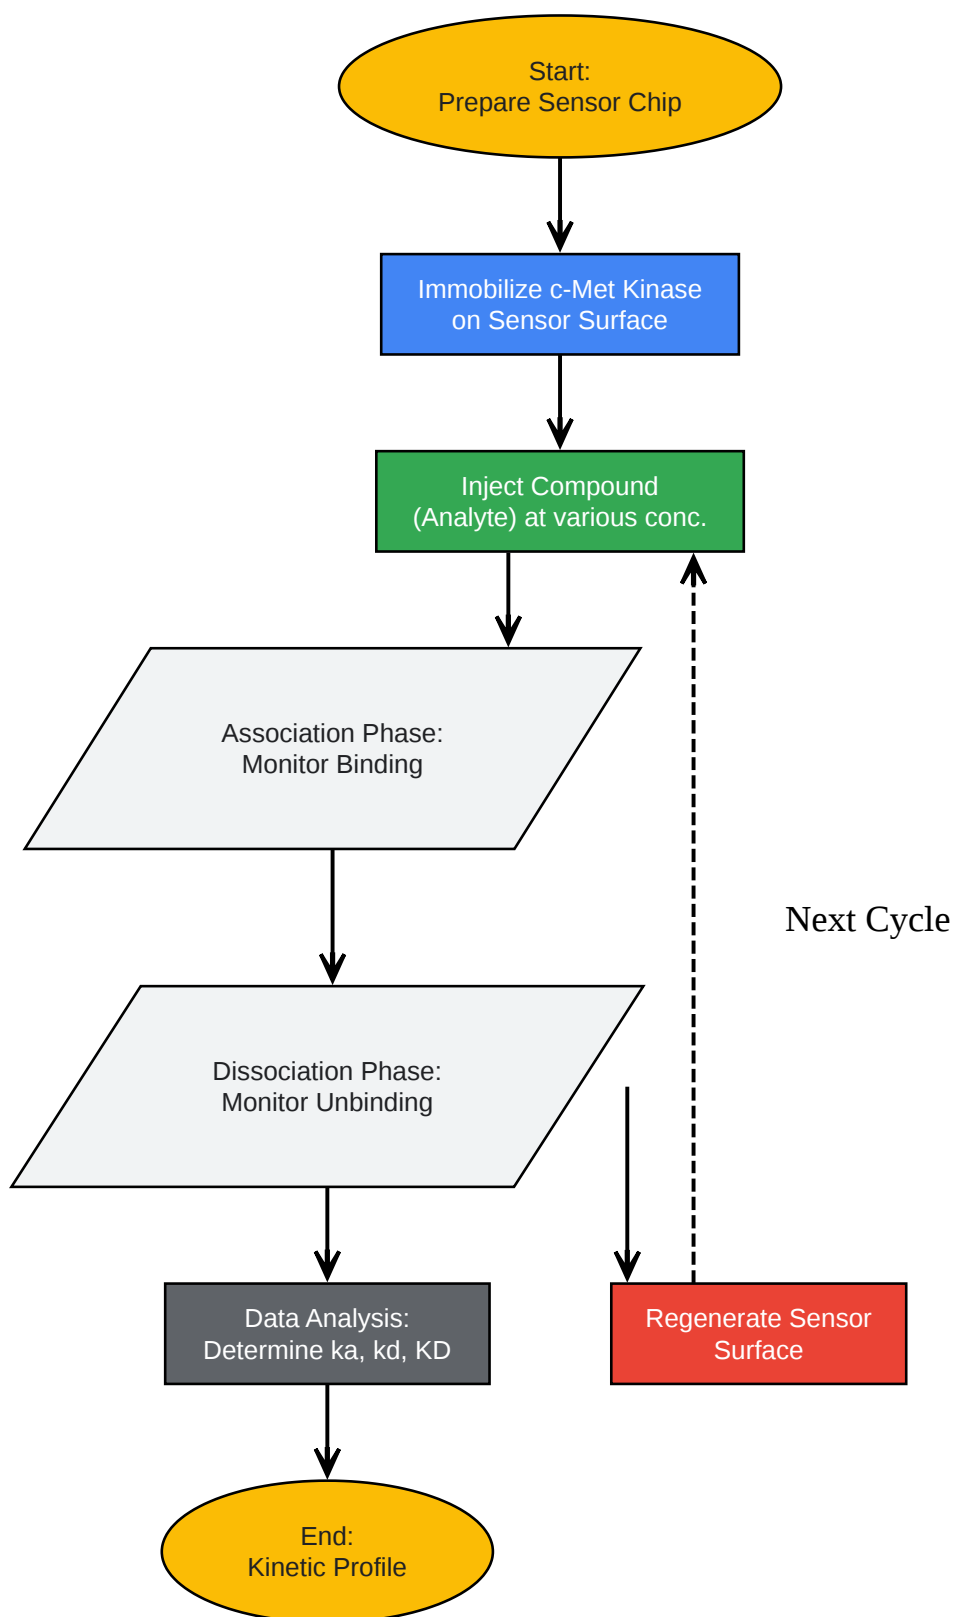 Start:
Prepare Sensor Chip
Immobilize c-Met Kinase
on Sensor Surface
Inject Compound
(Analyte) at various conc.
Association Phase:
Monitor Binding
Next Cycle
Dissociation Phase:
Monitor Unbinding
Data Analysis:
Determine ka, kd, KD
Regenerate Sensor
Surface
End:
Kinetic Profile